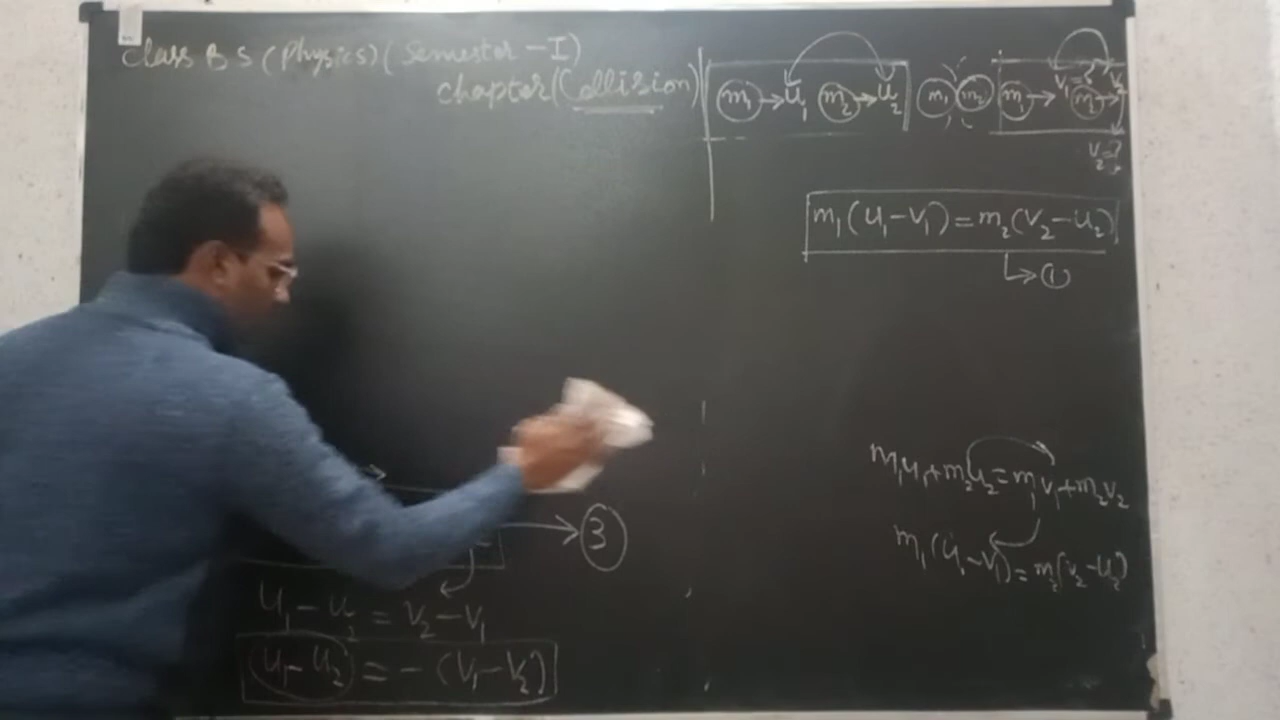 Class B S (Physics) (Semester - I)
chapter (Collision)
m₁ → u₁ m₂ → u₂ m₁ m₂ m₁ → v₁ = ? m₂ → v₂
v₂ = ?
m₁(u₁-v₁) = m₂(v₂-u₂)
↳ ①
m₁u₁+m₂u₂=m₁v₁+m₂v₂
m₁(u₁-v₁)=m₂(v₂-u₂)
→ ③
u₁-u₂ = v₂-v₁
u₁-u₂ = -(v₁-v₂)